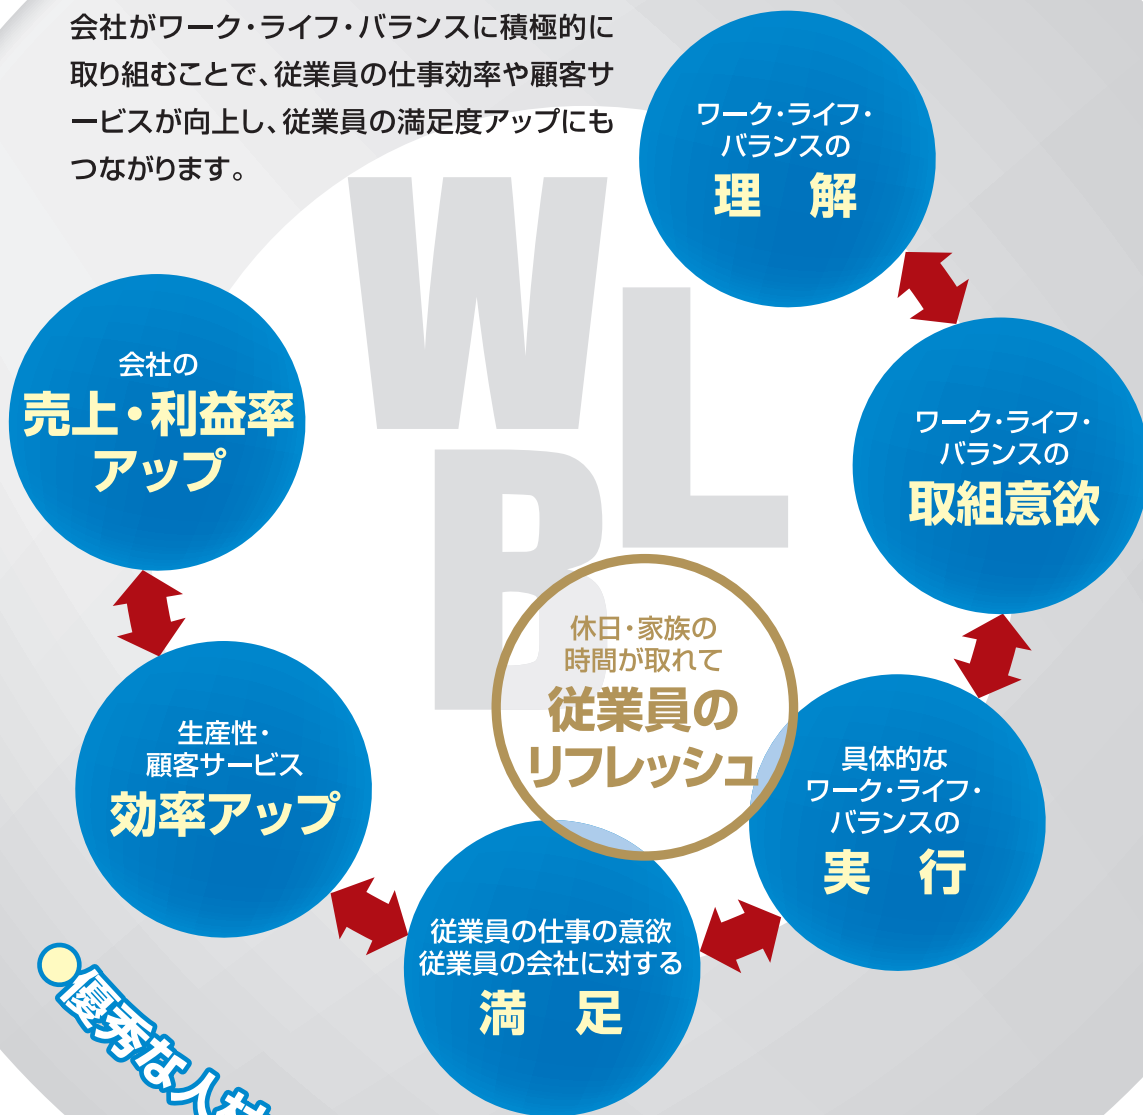 会社がワーク・ライフ・バランスに積極的に
取り組むことで、従業員の仕事効率や顧客サ
ービスが向上し、従業員の満足度アップにも
つながります。
ワーク・ライフ・
バランスの
理　解
ワーク・ライフ・
バランスの
取組意欲
具体的な
ワーク・ライフ・
バランスの
実　行
従業員の仕事の意欲
従業員の会社に対する
満　足
生産性・
顧客サービス
効率アップ
会社の
売上・利益率
アップ
W
L
B
休日・家族の
時間が取れて
従業員の
リフレッシュ
●優秀な人材